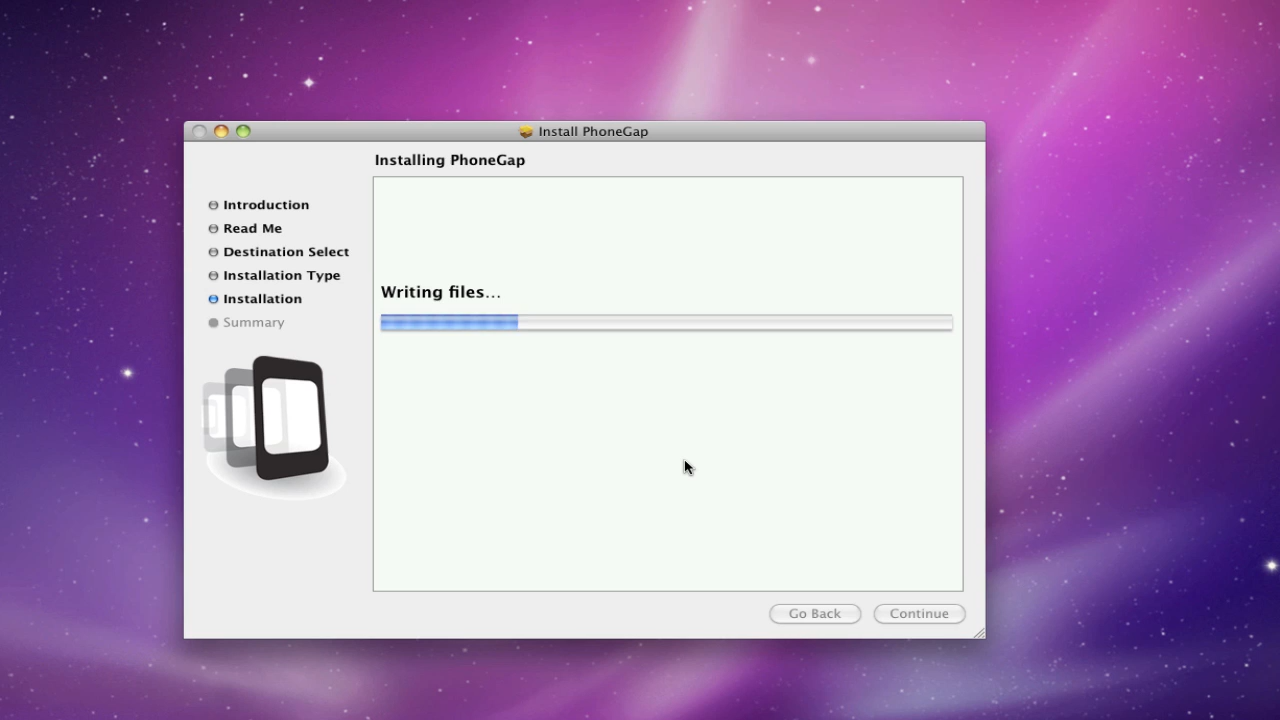 Install PhoneGap
Installing PhoneGap
Introduction
Read Me
Destination Select
Installation Type
Installation
Summary
Writing files...
Go Back
Continue